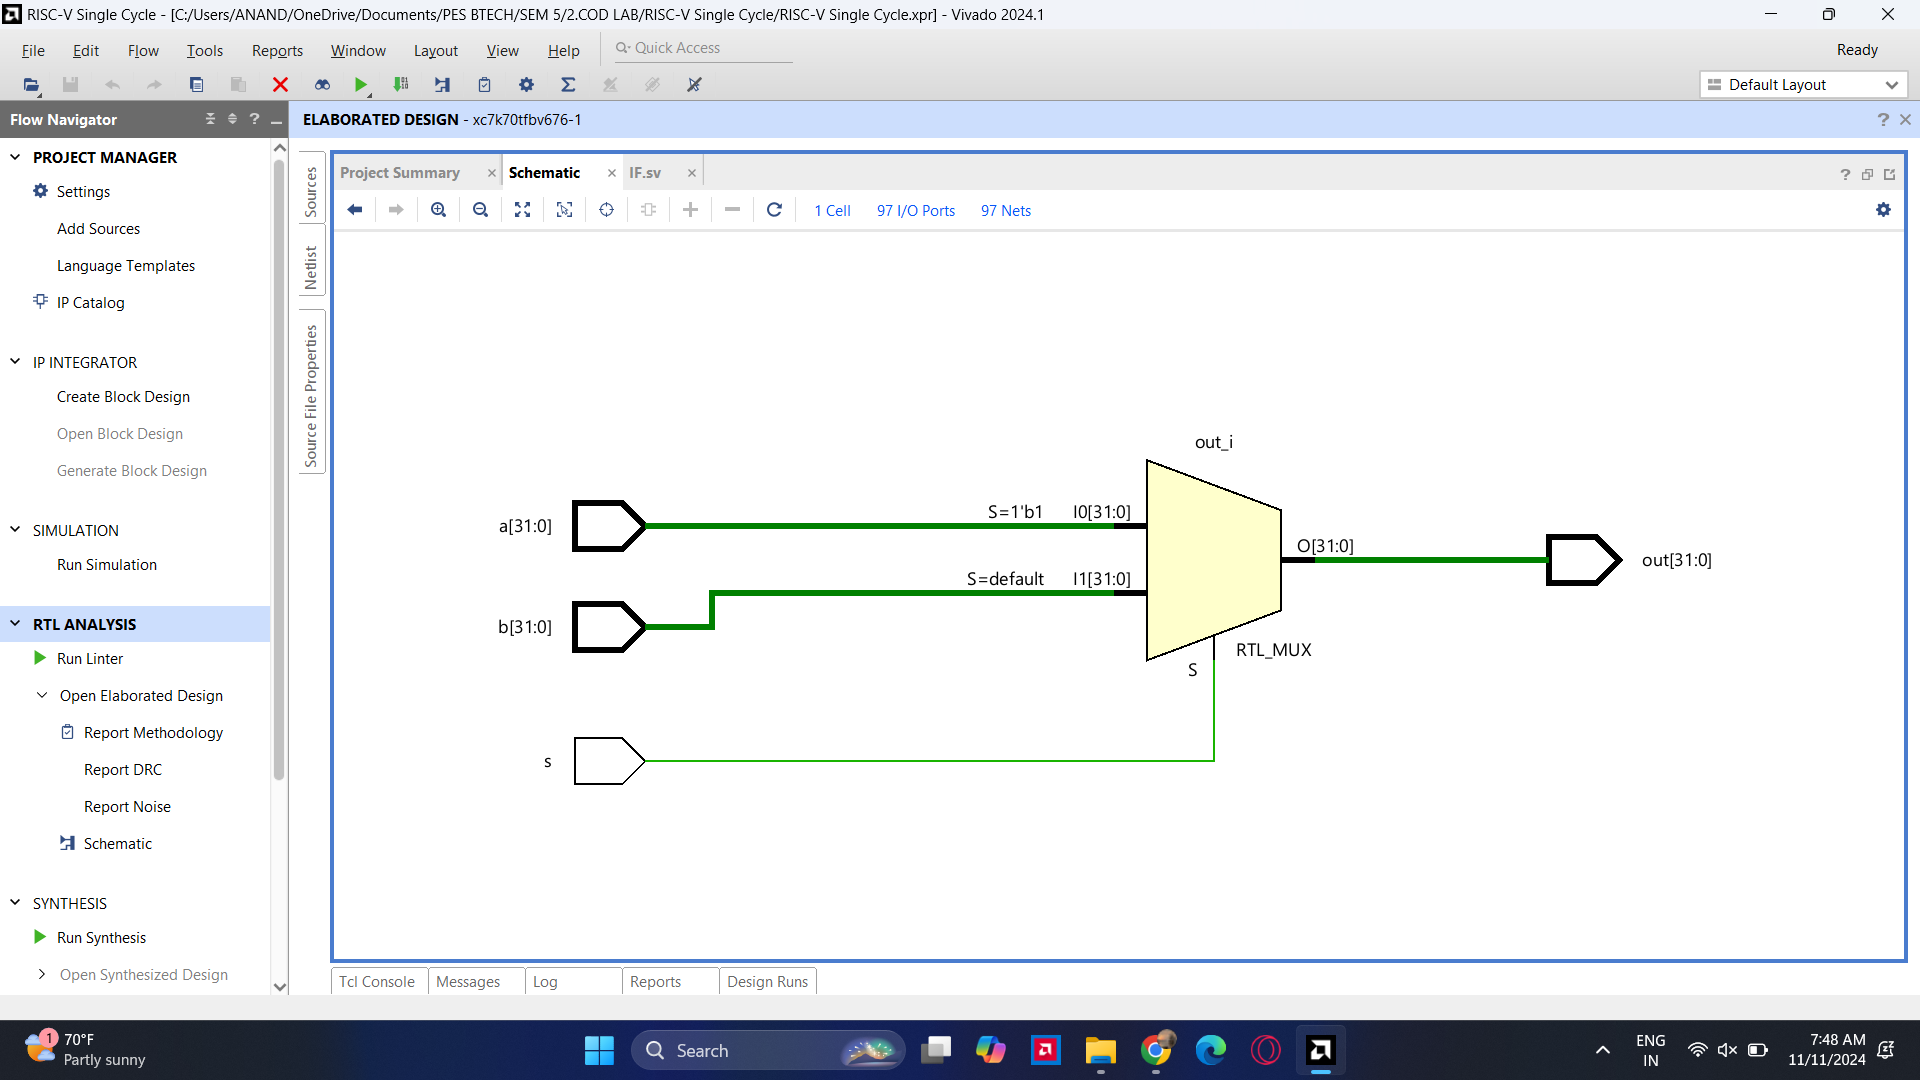 RISC-V Single Cycle - [C:/Users/ANAND/OneDrive/Documents/PES BTECH/SEM 5/2.COD LAB/RISC-V Single Cycle/RISC-V Single Cycle.xpr] - Vivado 2024.1
File Edit Flow Tools Reports Window Layout View Help Quick Access
Ready
Default Layout
Flow Navigator
ELABORATED DESIGN - xc7k70tfbv676-1
PROJECT MANAGER
Settings
Add Sources
Language Templates
IP Catalog
IP INTEGRATOR
Create Block Design
Open Block Design
Generate Block Design
SIMULATION
Run Simulation
RTL ANALYSIS
Run Linter
Open Elaborated Design
Report Methodology
Report DRC
Report Noise
Schematic
SYNTHESIS
Run Synthesis
Open Synthesized Design
Sources
Netlist
Source File Properties
Project Summary Schematic IF.sv
1 Cell 97 I/O Ports 97 Nets
out_i
a[31:0] S=1'b1 I0[31:0]
O[31:0] out[31:0]
b[31:0] S=default I1[31:0]
RTL_MUX
S
s
Tcl Console Messages Log Reports Design Runs
1
70°F
Partly sunny
Search
ENG
IN
7:48 AM
11/11/2024